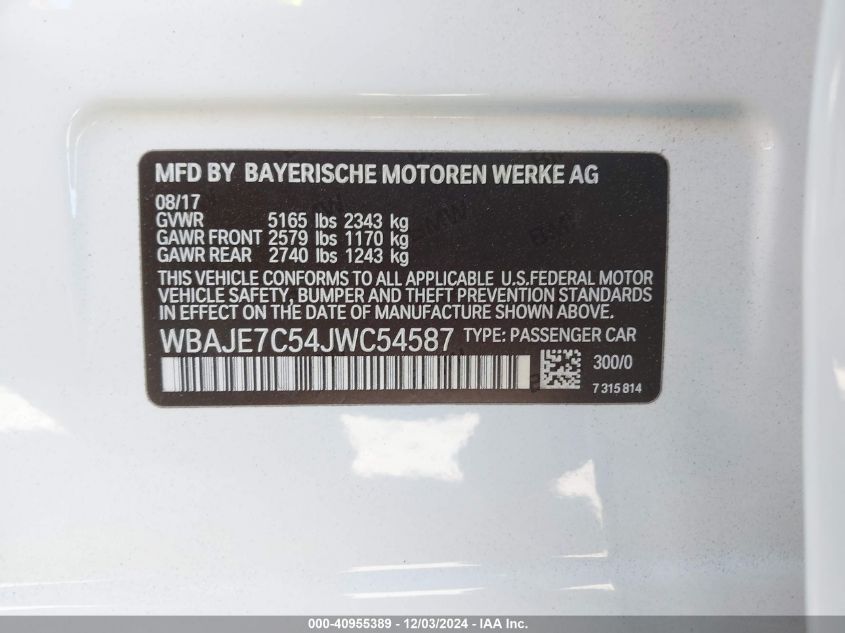 MFD BY BAYERISCHE MOTOREN WERKE AG
08/17
GVWR 5165 lbs 2343 kg
GAWR FRONT 2579 lbs 1170 kg
GAWR REAR 2740 lbs 1243 kg
THIS VEHICLE CONFORMS TO ALL APPLICABLE U.S.FEDERAL MOTOR
VEHICLE SAFETY, BUMPER AND THEFT PREVENTION STANDARDS
IN EFFECT ON THE DATE OF MANUFACTURE SHOWN ABOVE.
WBAJE7C54JWC54587 TYPE: PASSENGER CAR
300/0
7 315 814
000-40955389 - 12/03/2024 - IAA Inc.